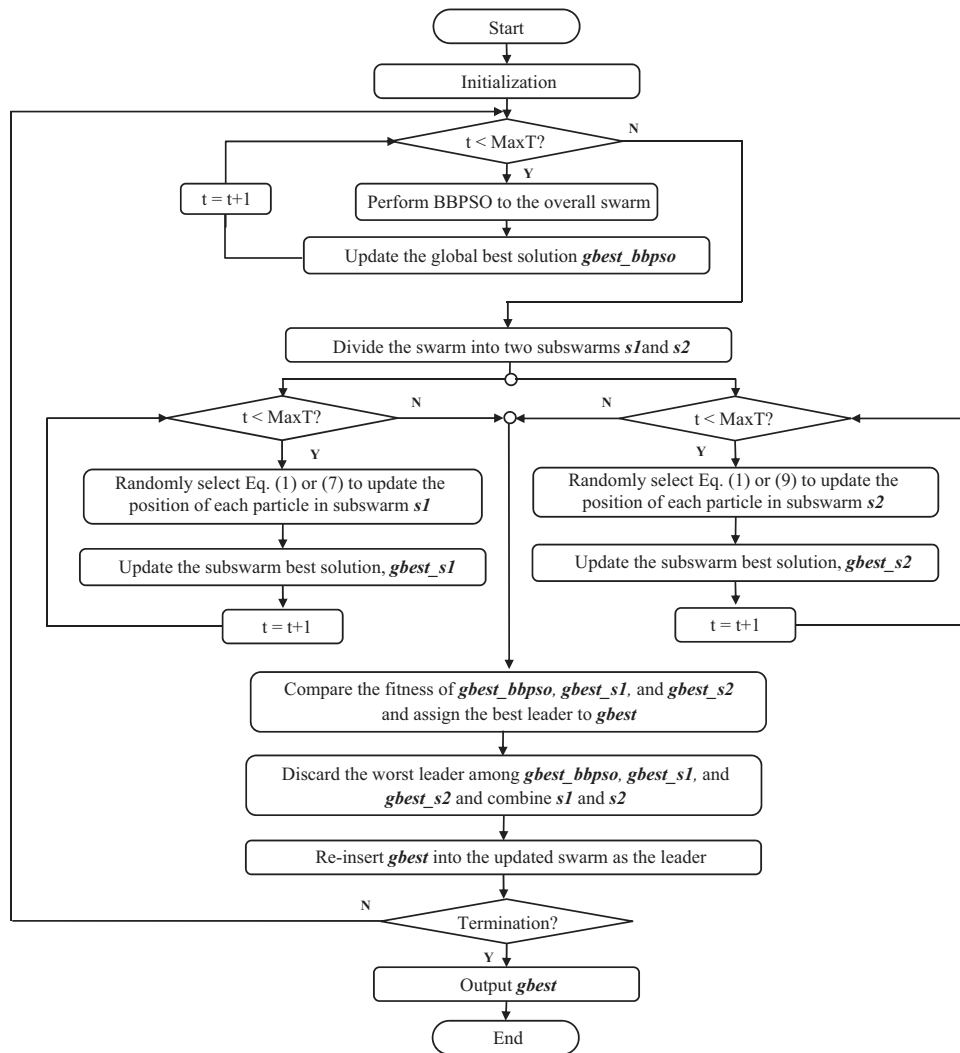 Start
Initialization
t < MaxT?
N
Y
t = t+1
Perform BBPSO to the overall swarm
Update the global best solution gbest_bbpso
Divide the swarm into two subswarms s1and s2
t < MaxT?
N
N
t < MaxT?
Y
Y
Randomly select Eq. (1) or (7) to update the
position of each particle in subswarm s1
Randomly select Eq. (1) or (9) to update the
position of each particle in subswarm s2
Update the subswarm best solution, gbest_s1
Update the subswarm best solution, gbest_s2
t = t+1
t = t+1
Compare the fitness of gbest_bbpso, gbest_s1, and gbest_s2
and assign the best leader to gbest
Discard the worst leader among gbest_bbpso, gbest_s1, and
gbest_s2 and combine s1 and s2
Re-insert gbest into the updated swarm as the leader
N
Termination?
Y
Output gbest
End